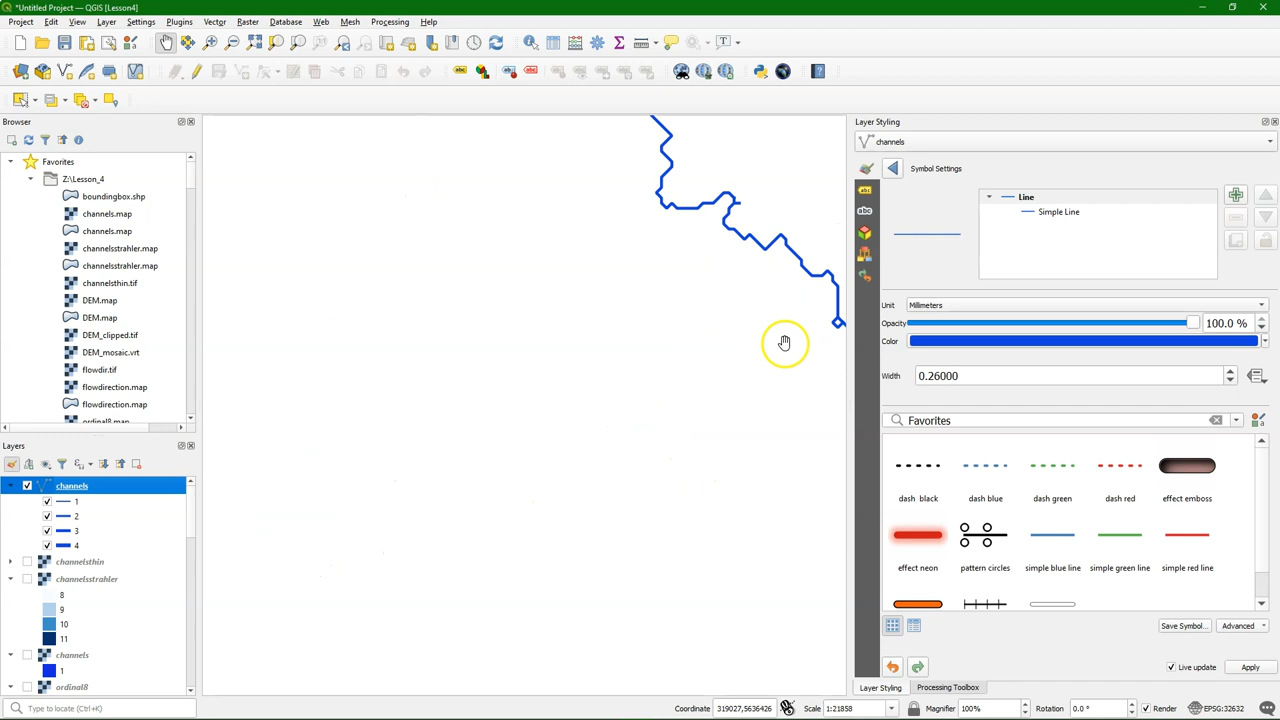 *Untitled Project — QGIS [Lesson4]
Project Edit View Layer Settings Plugins Vector Raster Database Web Mesh Processing Help
Browser
Favorites
Z:\Lesson_4
boundingbox.shp
channels.map
channels.map
channelsstrahler.map
channelsstrahler.map
channelsthin.tif
DEM.map
DEM.map
DEM_clipped.tif
DEM_mosaic.vrt
flowdir.tif
flowdirection.map
flowdirection.map
ordinal8.map
Layers
channels
1
2
3
4
channelsthin
channelsstrahler
8
9
10
11
channels
1
ordinal8
Layer Styling
channels
Symbol Settings
Line
Simple Line
Unit Millimeters
Opacity 100.0 %
Color
Width 0.26000
Favorites
dash black dash blue dash green dash red effect emboss
effect neon pattern circles simple blue line simple green line simple red line
Save Symbol... Advanced
Live update Apply
Layer Styling Processing Toolbox
Type to locate (Ctrl+K) Coordinate 319027,5636426 Scale 1:21858 Magnifier 100% Rotation 0.0 ° Render EPSG:32632